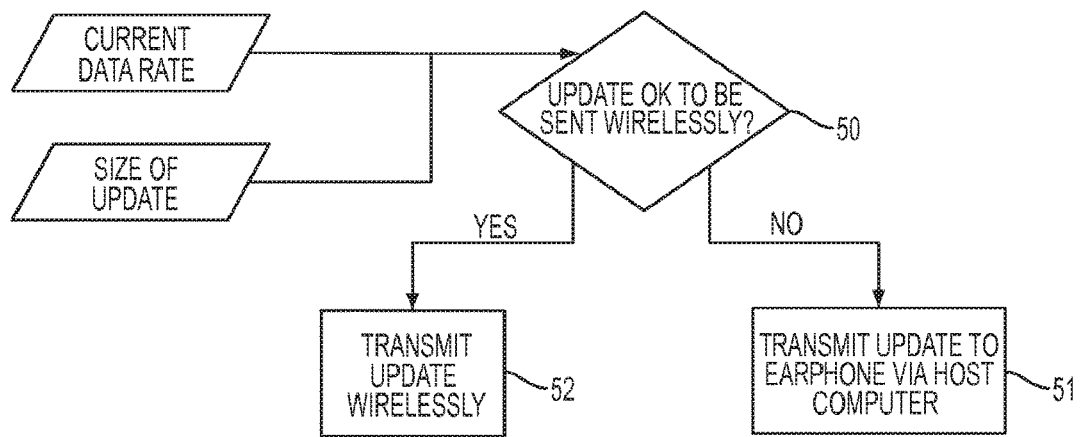 CURRENT
DATA RATE
SIZE OF
UPDATE
UPDATE OK TO BE
SENT WIRELESSLY?
50
YES
NO
TRANSMIT
UPDATE
WIRELESSLY
52
TRANSMIT UPDATE TO
EARPHONE VIA HOST
COMPUTER
51